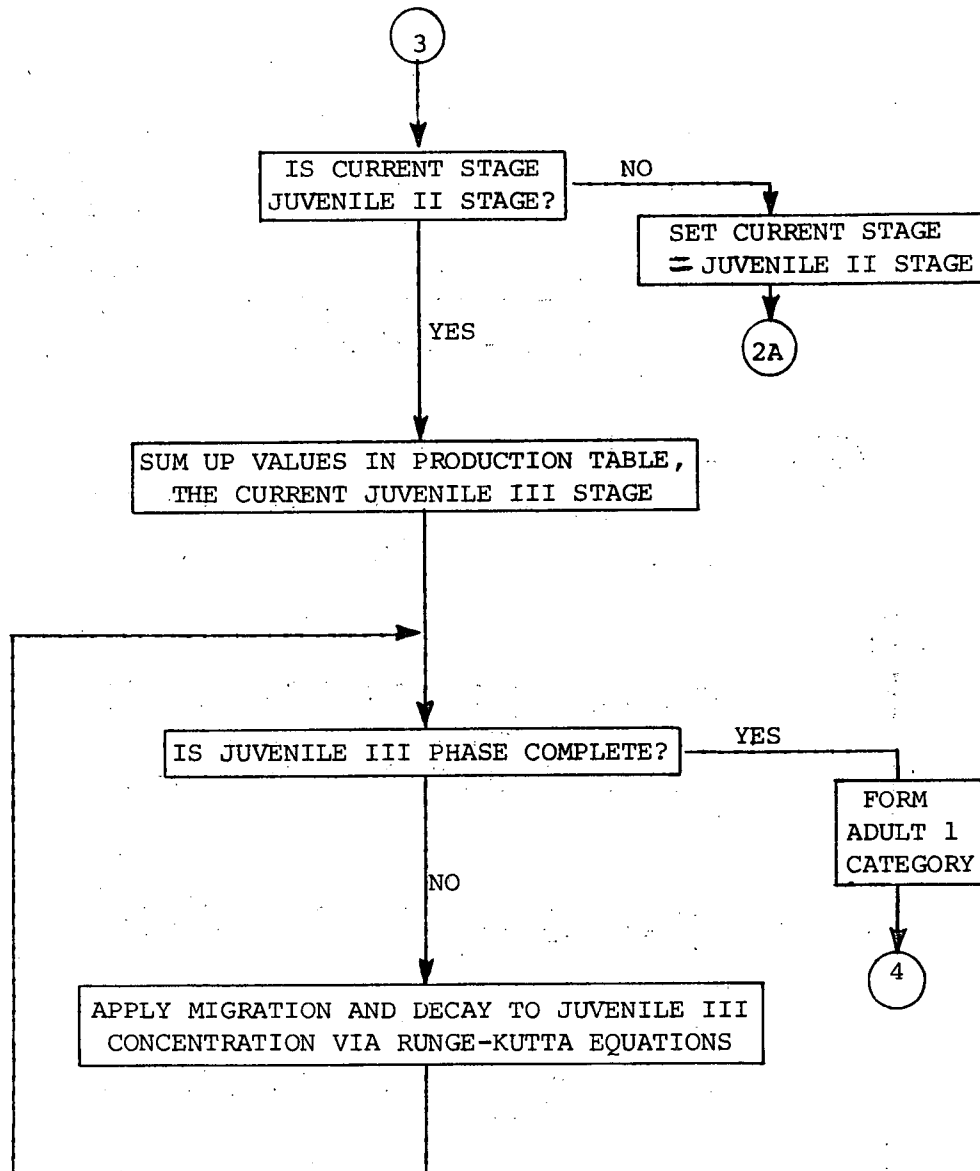 3
IS CURRENT STAGE
JUVENILE II STAGE?
NO
SET CURRENT STAGE
= JUVENILE II STAGE
YES
2A
SUM UP VALUES IN PRODUCTION TABLE,
THE CURRENT JUVENILE III STAGE
IS JUVENILE III PHASE COMPLETE?
YES
FORM
ADULT 1
CATEGORY
NO
4
APPLY MIGRATION AND DECAY TO JUVENILE III
CONCENTRATION VIA RUNGE-KUTTA EQUATIONS